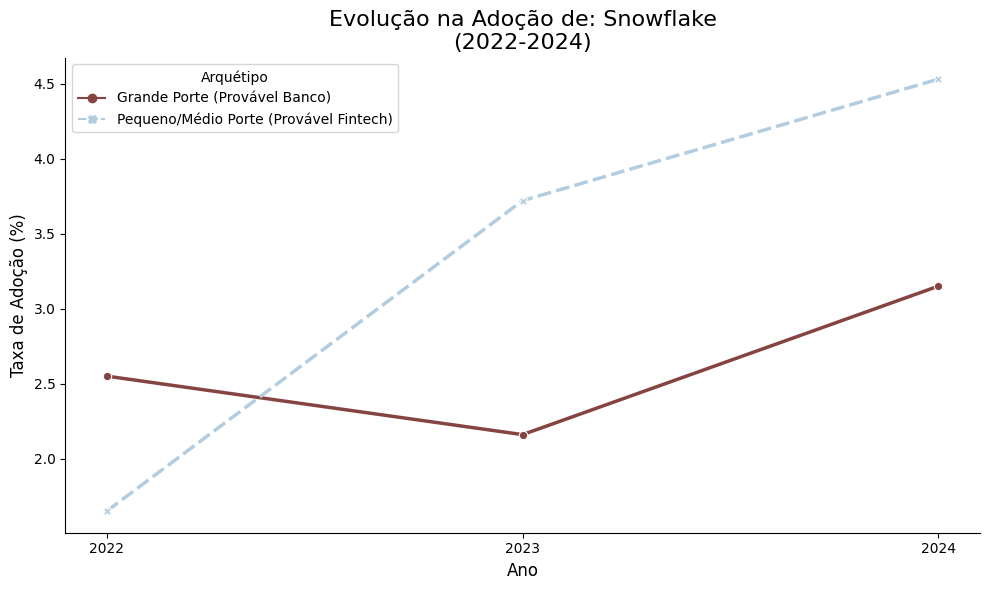 Evolução na Adoção de: Snowflake
(2022-2024)
Arquétipo
Grande Porte (Provável Banco)
Pequeno/Médio Porte (Provável Fintech)
Taxa de Adoção (%)
4.5
4.0
3.5
3.0
2.5
2.0
2022
2023
2024
Ano